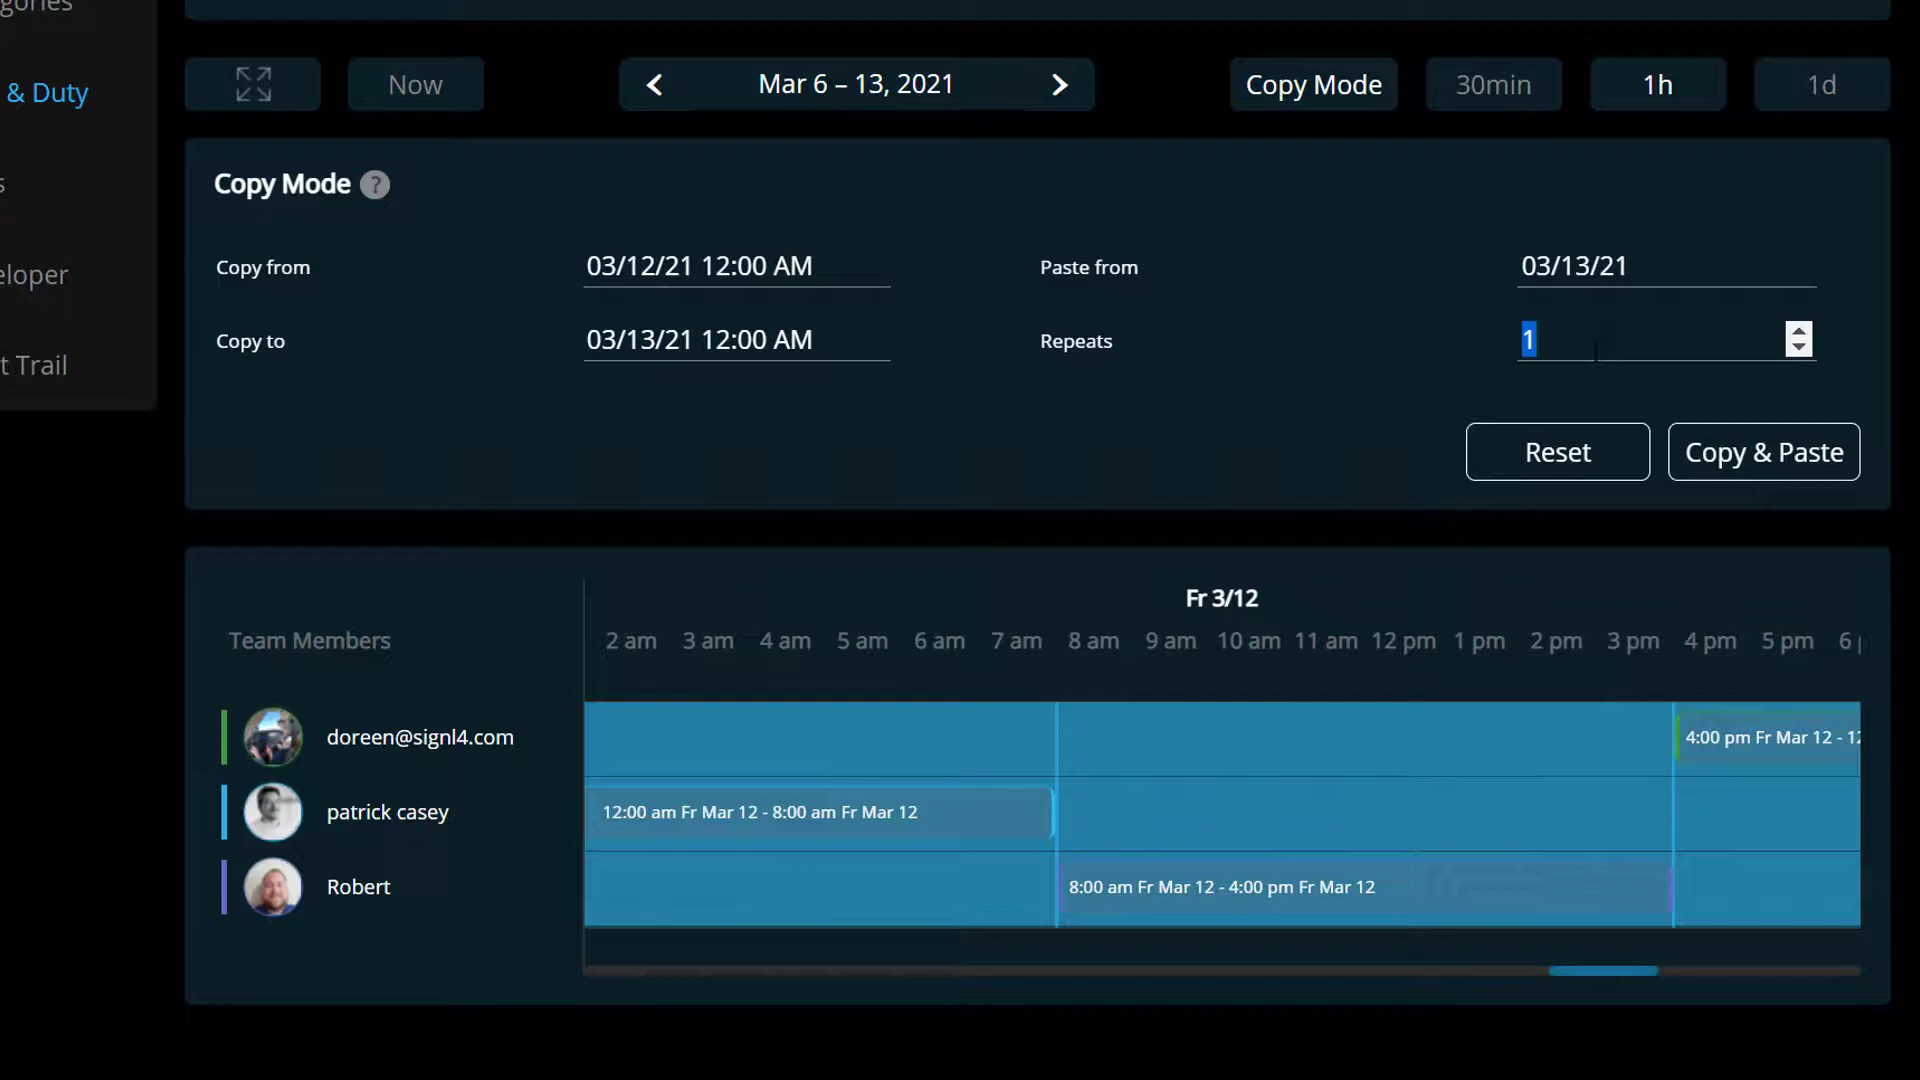 gories
& Duty
s
eloper
t Trail
Now
Mar 6 – 13, 2021
Copy Mode
30min
1h
1d
Copy Mode ?
Copy from
03/12/21 12:00 AM
Paste from
03/13/21
Copy to
03/13/21 12:00 AM
Repeats
1
Reset
Copy & Paste
Fr 3/12
Team Members
2 am 3 am 4 am 5 am 6 am 7 am 8 am 9 am 10 am 11 am 12 pm 1 pm 2 pm 3 pm 4 pm 5 pm 6 p
doreen@signl4.com
4:00 pm Fr Mar 12 - 12
patrick casey
12:00 am Fr Mar 12 - 8:00 am Fr Mar 12
Robert
8:00 am Fr Mar 12 - 4:00 pm Fr Mar 12